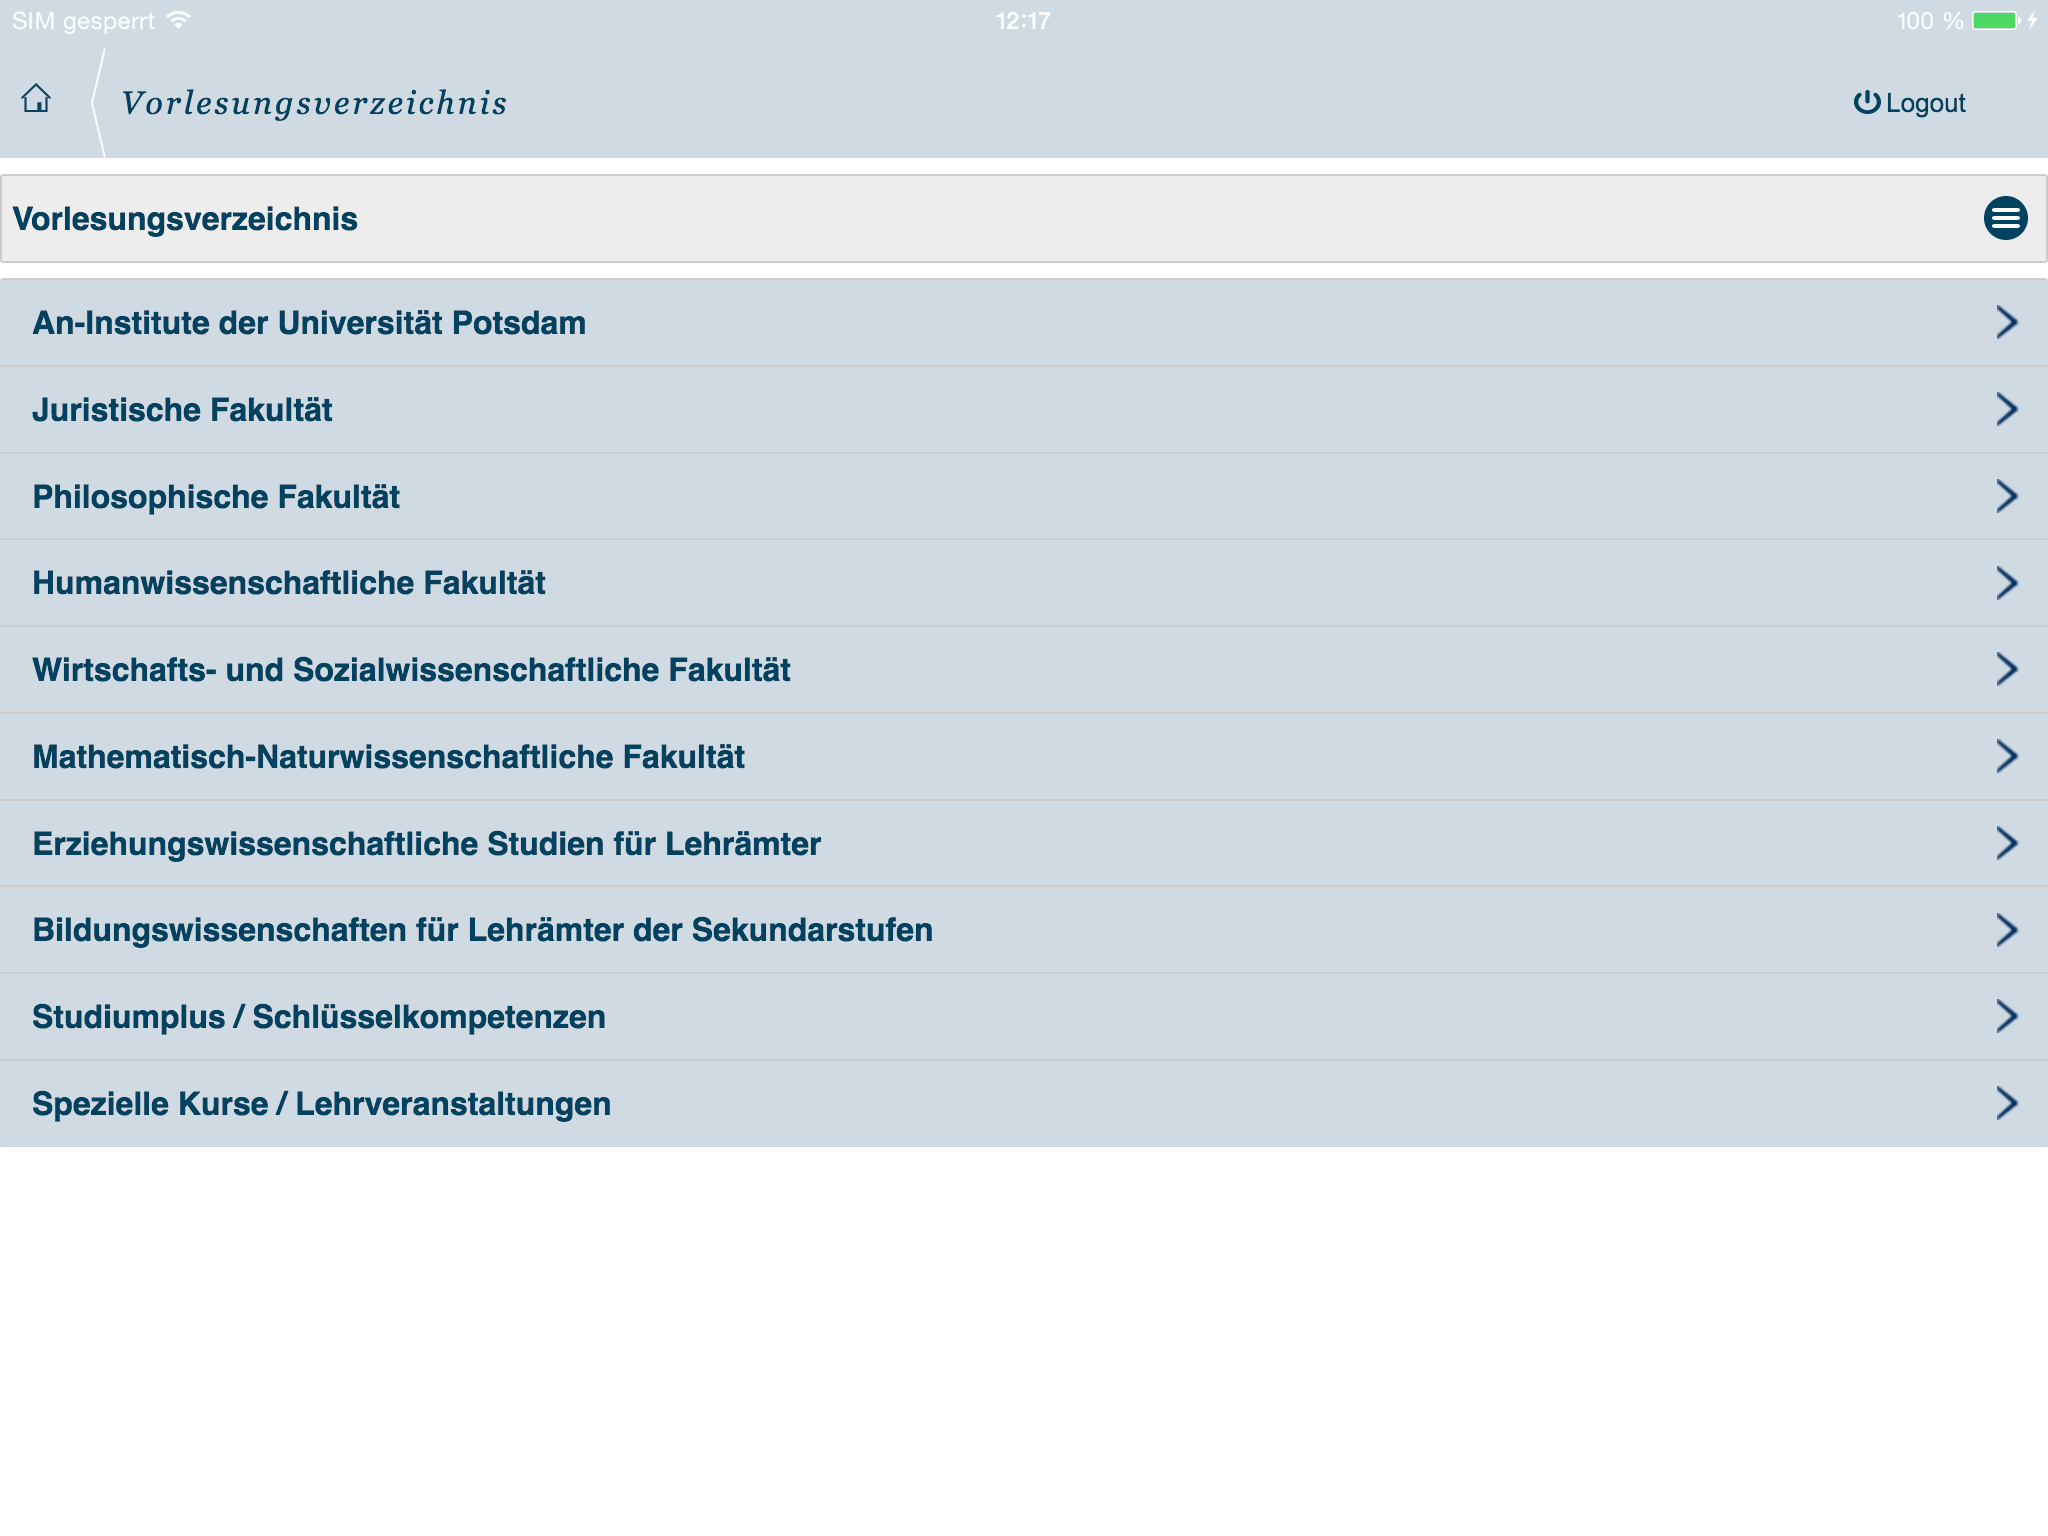 SIM gesperrt 12:17 100 %
Vorlesungsverzeichnis Logout
Vorlesungsverzeichnis
An-Institute der Universität Potsdam
Juristische Fakultät
Philosophische Fakultät
Humanwissenschaftliche Fakultät
Wirtschafts- und Sozialwissenschaftliche Fakultät
Mathematisch-Naturwissenschaftliche Fakultät
Erziehungswissenschaftliche Studien für Lehrämter
Bildungswissenschaften für Lehrämter der Sekundarstufen
Studiumplus / Schlüsselkompetenzen
Spezielle Kurse / Lehrveranstaltungen